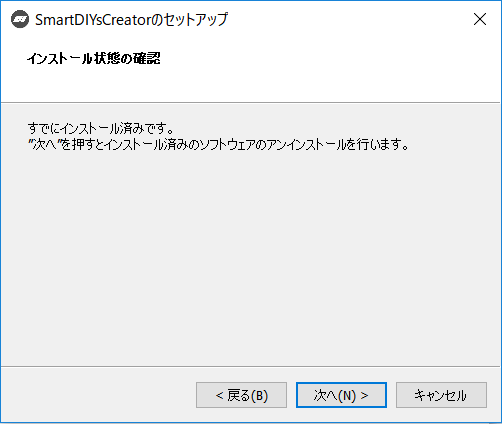 SmartDIYsCreatorのセットアップ
インストール状態の確認
すでにインストール済みです。
"次へ"を押すとインストール済みのソフトウェアのアンインストールを行います。
< 戻る(B)
次へ(N) >
キャンセル